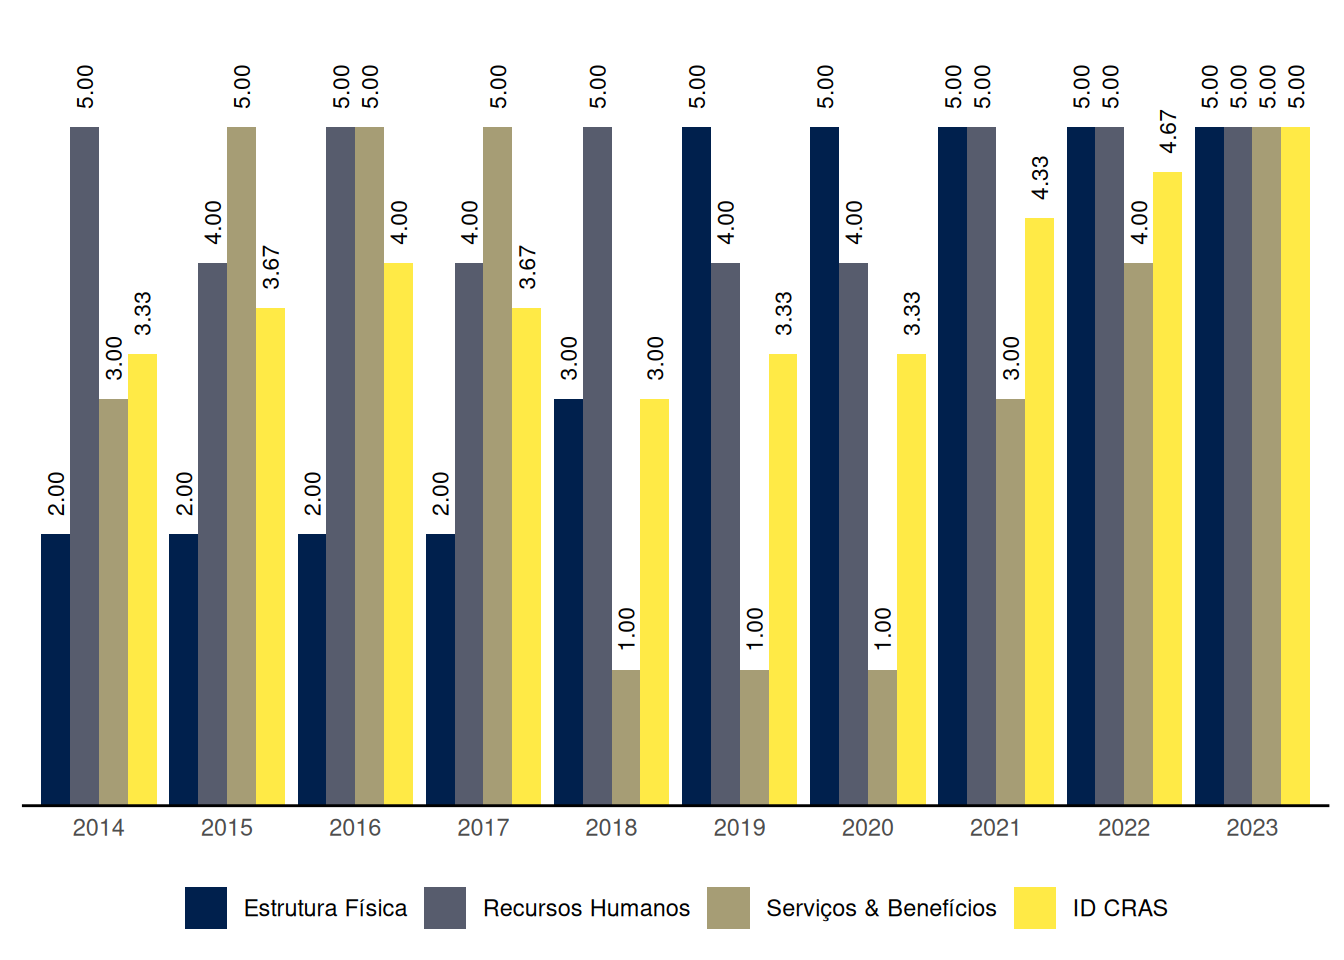 2.00 5.00 3.00 3.33
2.00 4.00 5.00 3.67
2.00 5.00 5.00 4.00
2.00 4.00 5.00 3.67
3.00 5.00 1.00 3.00
5.00 4.00 1.00 3.33
5.00 4.00 1.00 3.33
5.00 5.00 3.00 4.33
5.00 5.00 4.00 4.67
5.00 5.00 5.00 5.00
2014 2015 2016 2017 2018 2019 2020 2021 2022 2023
Estrutura Física Recursos Humanos Serviços & Benefícios ID CRAS